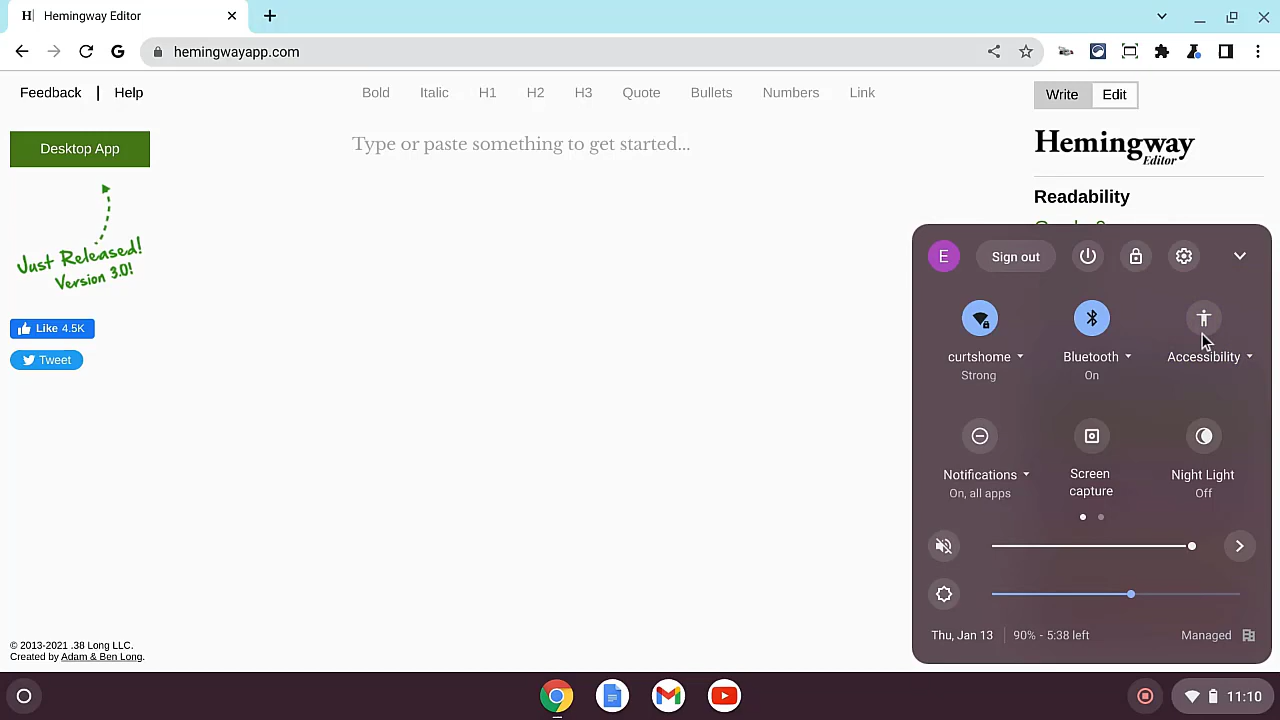 H Hemingway Editor
hemingwayapp.com
Feedback | Help
Bold Italic H1 H2 H3 Quote Bullets Numbers Link
Write Edit
Desktop App
Type or paste something to get started...
Hemingway
Editor
Just Released!
Version 3.0!
Readability
Like 4.5K
Tweet
© 2013-2021 .38 Long LLC.
Created by Adam & Ben Long.
E Sign out
curtshome Bluetooth Accessibility
Strong On
Notifications Screen capture Night Light
On, all apps Off
Thu, Jan 13 90% - 5:38 left Managed
11:10